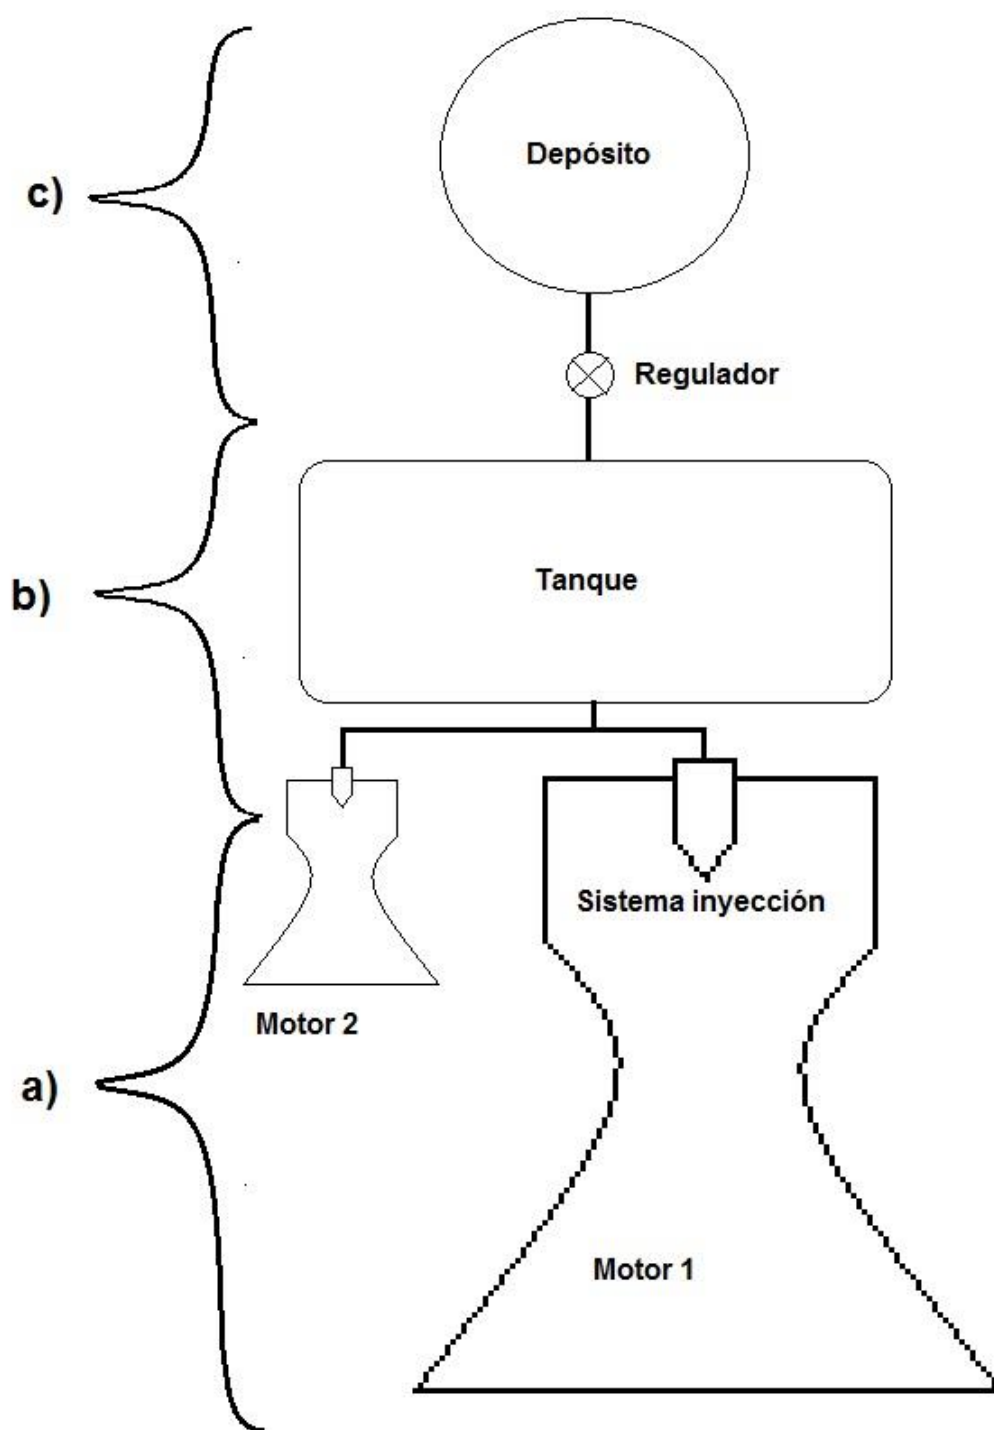 Depósito
c)
Regulador
Tanque
b)
Sistema inyección
Motor 2
a)
Motor 1